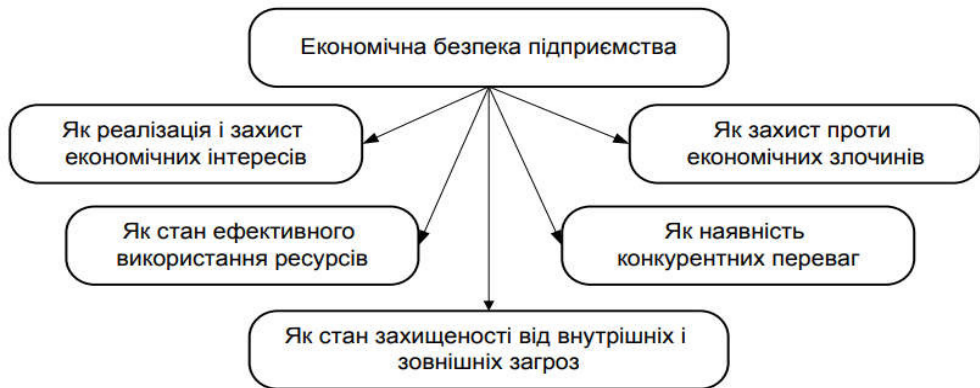 Економічна безпека підприємства
Як реалізація і захист
економічних інтересів
Як захист проти
економічних злочинів
Як стан ефективного
використання ресурсів
Як наявність
конкурентних переваг
Як стан захищеності від внутрішніх і
зовнішніх загроз